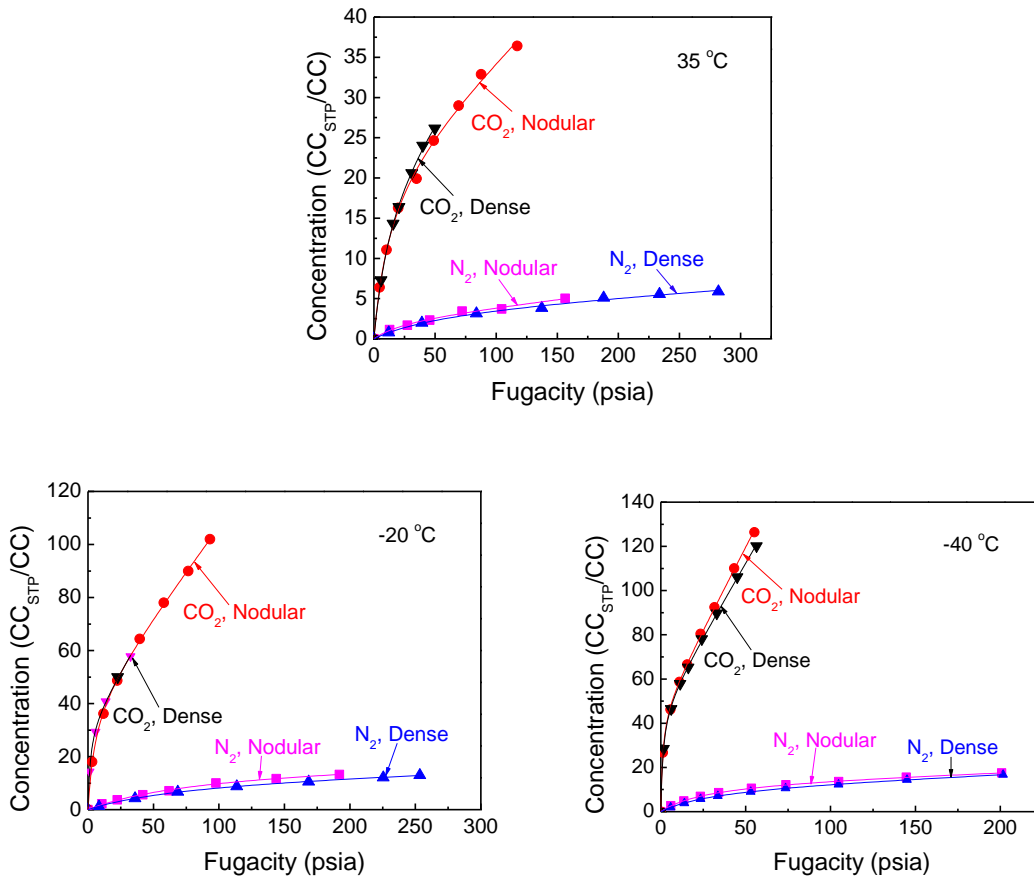 40
35
30
25
20
15
10
5
0
Concentration (CC_STP/CC)
35 °C
CO₂, Nodular
CO₂, Dense
N₂, Nodular
N₂, Dense
0 50 100 150 200 250 300
Fugacity (psia)
120
100
80
60
40
20
0
Concentration (CC_STP/CC)
-20 °C
CO₂, Nodular
CO₂, Dense
N₂, Nodular
N₂, Dense
0 50 100 150 200 250 300
Fugacity (psia)
140
120
100
80
60
40
20
0
Concentration (CC_STP/CC)
-40 °C
CO₂, Nodular
CO₂, Dense
N₂, Nodular
N₂, Dense
0 50 100 150 200
Fugacity (psia)